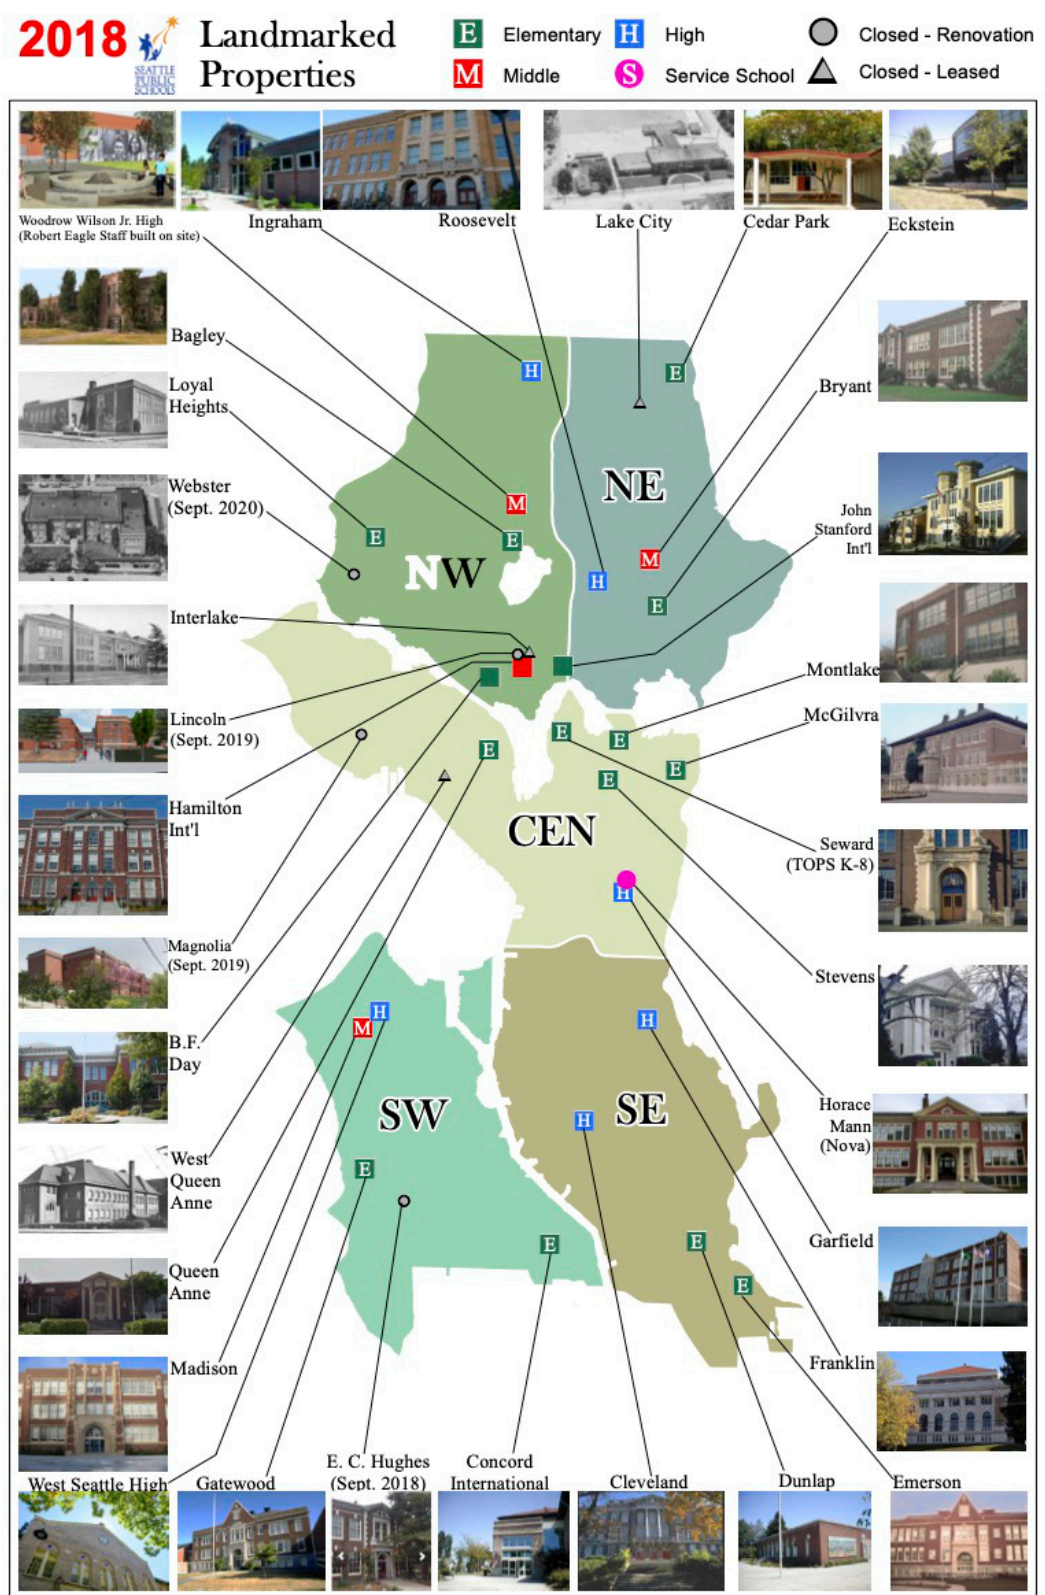 2018
SEATTLE
PUBLIC
SCHOOLS
Landmarked
Properties
E Elementary
H High
Closed - Renovation
M Middle
S Service School
Closed - Leased
Woodrow Wilson Jr. High
(Robert Eagle Staff built on site)
Ingraham
Roosevelt
Lake City
Cedar Park
Eckstein
Bagley
Loyal
Heights
Webster
(Sept. 2020)
Interlake
Lincoln
(Sept. 2019)
Hamilton
Int'l
Magnolia
(Sept. 2019)
B.F.
Day
West
Queen
Anne
Queen
Anne
Madison
West Seattle High
Gatewood
E. C. Hughes
(Sept. 2018)
Concord
International
Cleveland
Dunlap
Emerson
Bryant
John
Stanford
Int'l
Montlake
McGilvra
Seward
(TOPS K-8)
Stevens
Horace
Mann
(Nova)
Garfield
Franklin
H
E
NE
M
E
E
NW
M
H
E
E
E
E
E
E
CEN
H
M
H
H
SW
SE
H
E
E
E
E